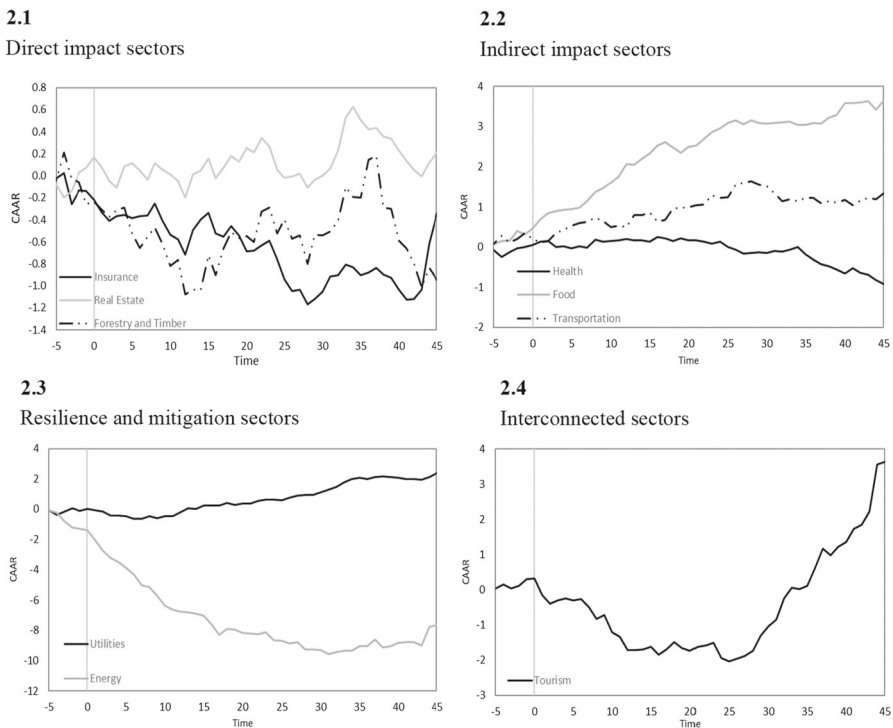 2.1
Direct impact sectors
0.8
0.6
0.4
0.2
0.0
-0.2
-0.4
-0.6
-0.8
-1.0
-1.2
-1.4
CAAR
Insurance
Real Estate
Forestry and Timber
-5 0 5 10 15 20 25 30 35 40 45
Time
2.2
Indirect impact sectors
4
3
2
1
0
-1
-2
CAAR
Health
Food
Transportation
-5 0 5 10 15 20 25 30 35 40 45
Time
2.3
Resilience and mitigation sectors
4
2
0
-2
-4
-6
-8
-10
-12
CAAR
Utilities
Energy
-5 0 5 10 15 20 25 30 35 40 45
Time
2.4
Interconnected sectors
4
3
2
1
0
-1
-2
-3
CAAR
Tourism
-5 0 5 10 15 20 25 30 35 40 45
Time